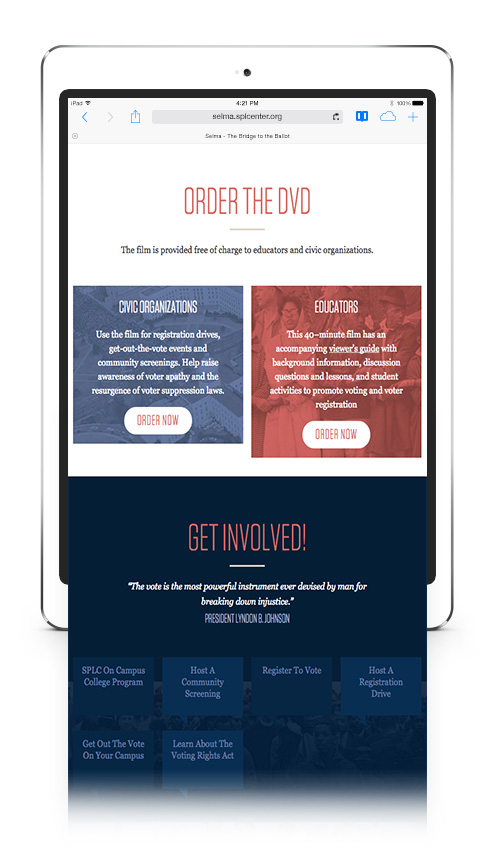 iPad
4:21 PM
100%
selma.splcenter.org
Selma - The Bridge to the Ballot
ORDER THE DVD
The film is provided free of charge to educators and civic organizations.
CIVIC ORGANIZATIONS
Use the film for registration drives,
get-out-the-vote events and
community screenings. Help raise
awareness of voter apathy and the
resurgence of voter suppression laws.
ORDER NOW
EDUCATORS
This 40–minute film has an
accompanying viewer's guide with
background information, discussion
questions and lessons, and student
activities to promote voting and voter
registration
ORDER NOW
GET INVOLVED!
"The vote is the most powerful instrument ever devised by man for
breaking down injustice."
PRESIDENT LYNDON B. JOHNSON
SPLC On Campus
College Program
Host A
Community
Screening
Register To Vote
Host A
Registration
Drive
Get Out The Vote
On Your Campus
Learn About The
Voting Rights Act